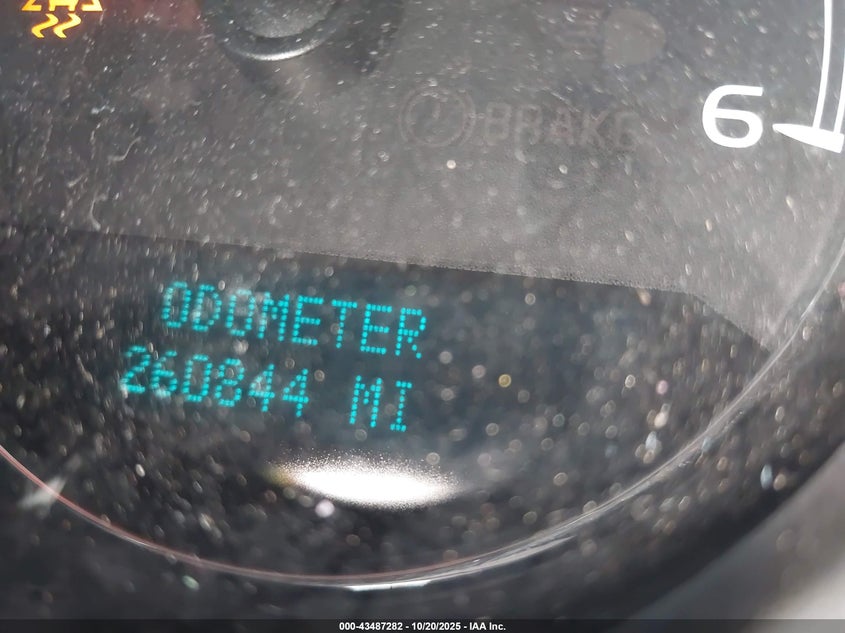 BRAKE
6
ODOMETER
260844 MI
000-43487282 - 10/20/2025 - IAA Inc.